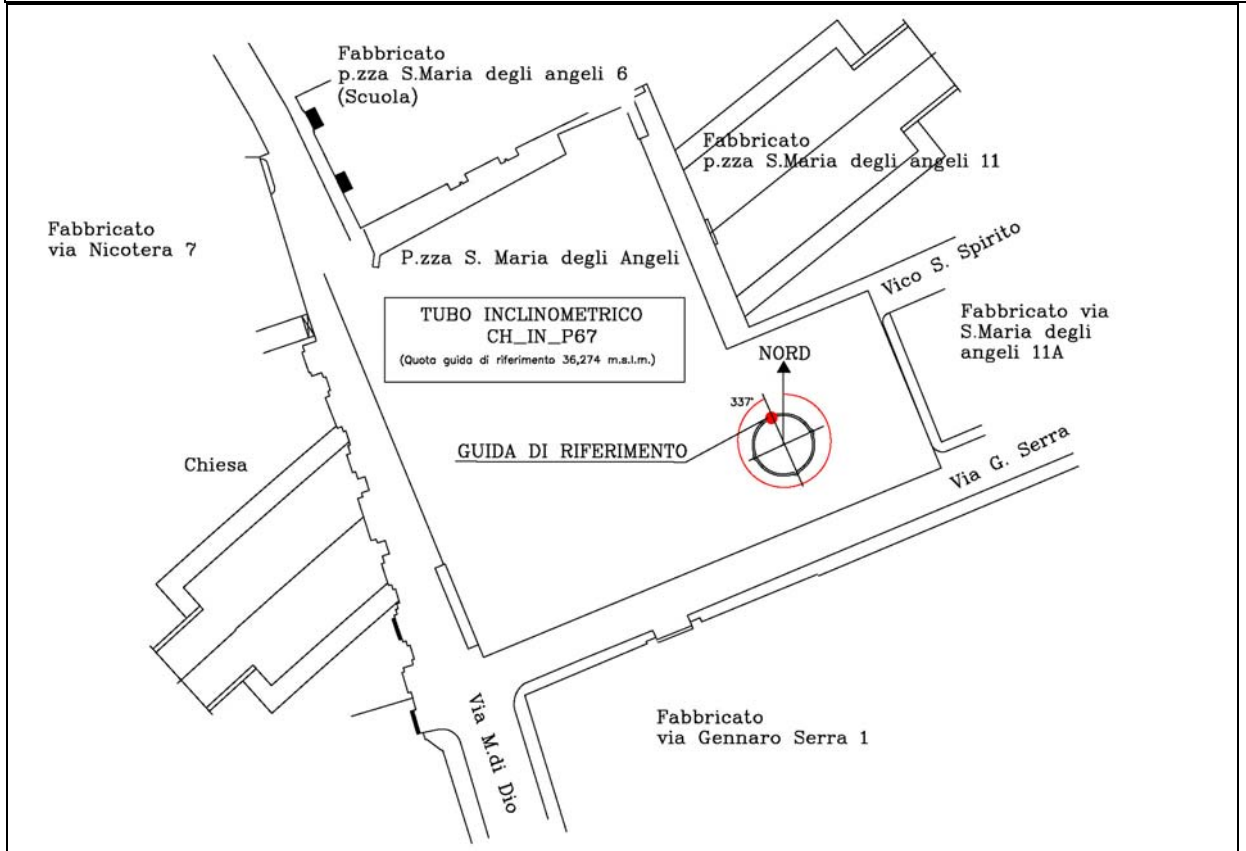 Fabbricato
p.zza S.Maria degli angeli 6
(Scuola)
Fabbricato
p.zza S.Maria degli angeli 11
Fabbricato
via Nicotera 7
P.zza S. Maria degli Angeli
Vico S. Spirito
TUBO INCLINOMETRICO
CH_IN_P67
(Quota guida di riferimento 36,274 m.s.l.m.)
Fabbricato via
S.Maria degli
angeli 11A
NORD
337°
GUIDA DI RIFERIMENTO
Via G. Serra
Chiesa
Via M.di Dio
Fabbricato
via Gennaro Serra 1